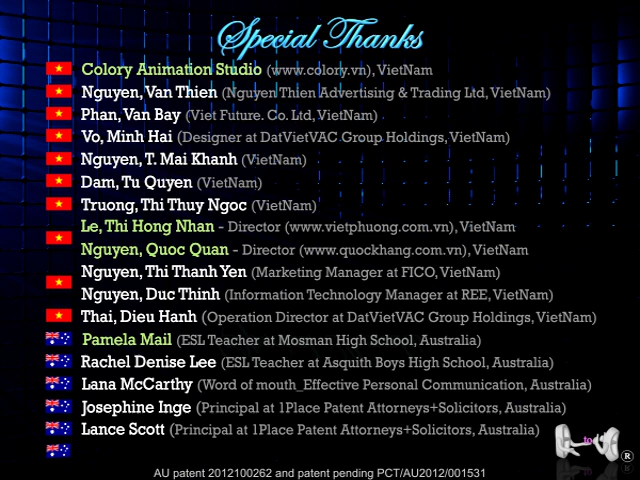 Special Thanks
Colory Animation Studio (www.colory.vn), VietNam
Nguyen, Van Thien (Nguyen Thien Advertising & Trading Ltd, VietNam)
Phan, Van Bay (Viet Future. Co. Ltd, VietNam)
Vo, Minh Hai (Designer at DatVietVAC Group Holdings, VietNam)
Nguyen, T. Mai Khanh (VietNam)
Dam, Tu Quyen (VietNam)
Truong, Thi Thuy Ngoc (VietNam)
Le, Thi Hong Nhan - Director (www.vietphuong.com.vn), VietNam
Nguyen, Quoc Quan - Director (www.quockhang.com.vn), VietNam
Nguyen, Thi Thanh Yen (Marketing Manager at FICO, VietNam)
Nguyen, Duc Thinh (Information Technology Manager at REE, VietNam)
Thai, Dieu Hanh (Operation Director at DatVietVAC Group Holdings, VietNam)
Pamela Mail (ESL Teacher at Mosman High School, Australia)
Rachel Denise Lee (ESL Teacher at Asquith Boys High School, Australia)
Lana McCarthy (Word of mouth_Effective Personal Communication, Australia)
Josephine Inge (Principal at 1Place Patent Attorneys+Solicitors, Australia)
Lance Scott (Principal at 1Place Patent Attorneys+Solicitors, Australia)
to
®
AU patent 2012100262 and patent pending PCT/AU2012/001531